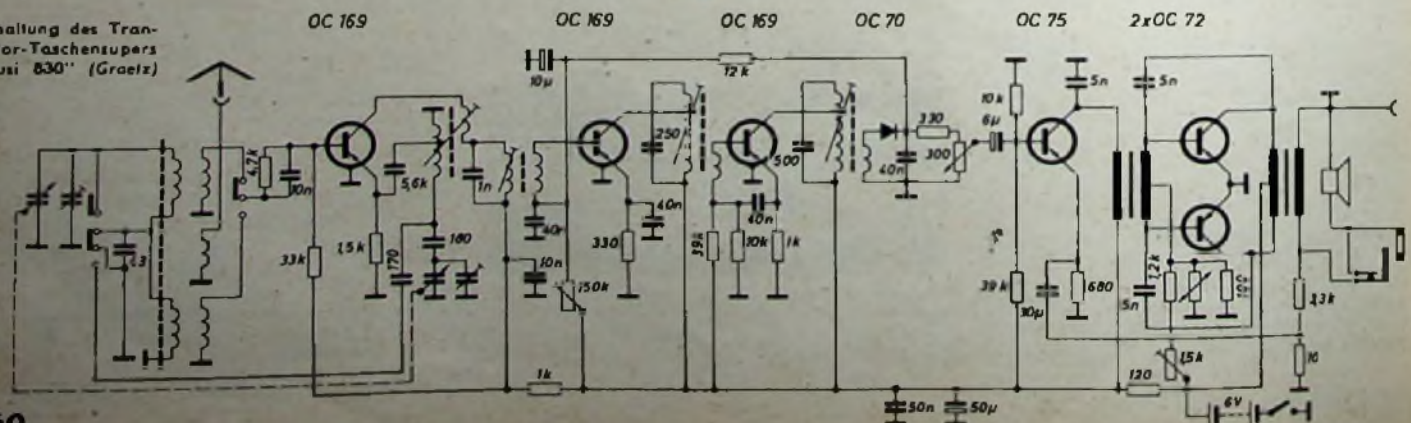 OC 169
OC 169
OC 169
OC 70
OC 75
2xOC 72
haltung des Tran-
or-Taschensupers
usi 830" (Graetz)
10µ
12k
5n
5n
4,7k
10n
5,6k
1n
250
500
330
300
40n
10k
6µ
33k
1,5k
170
180
40n
10n
150k
330
40n
39k
10k
40n
1k
39k
30µ
680
1,2k
5n
3,3k
10
1k
50n
50µ
120
1,5k
6V